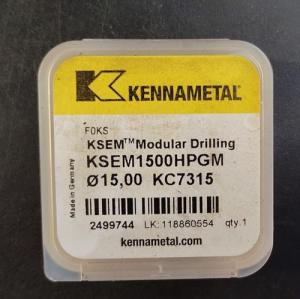 KENNAMETAL
F0KS
KSEM™ Modular Drilling
KSEM1500HPGM
Ø15,00 KC7315
Made in Germany
2499744 LK: 118860554 qty.1
kennametal.com